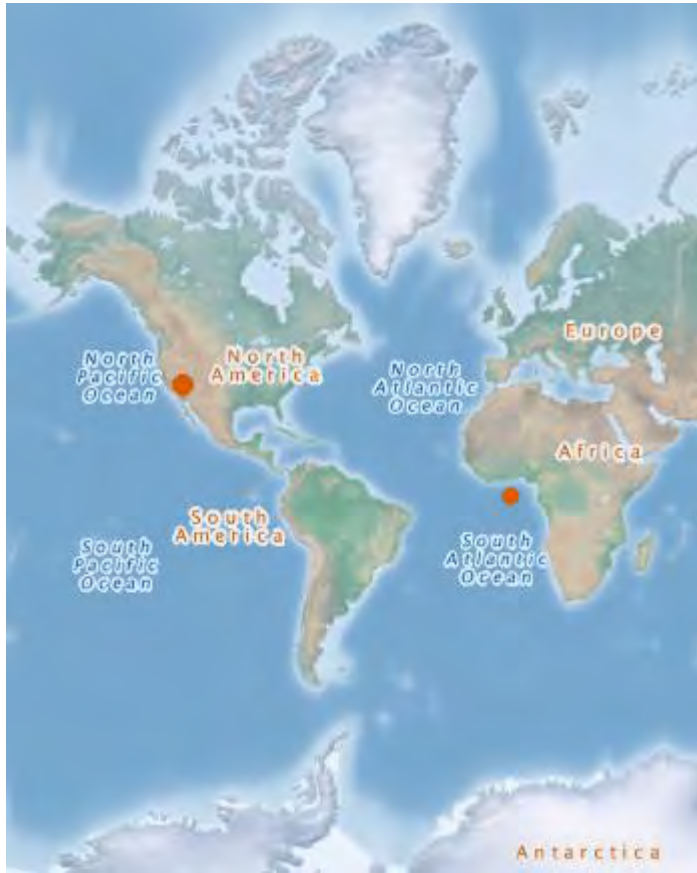 Europe
North
Pacific
Ocean
North
America
North
Atlantic
Ocean
Africa
South
America
South
Pacific
Ocean
South
Atlantic
Ocean
Antarctica